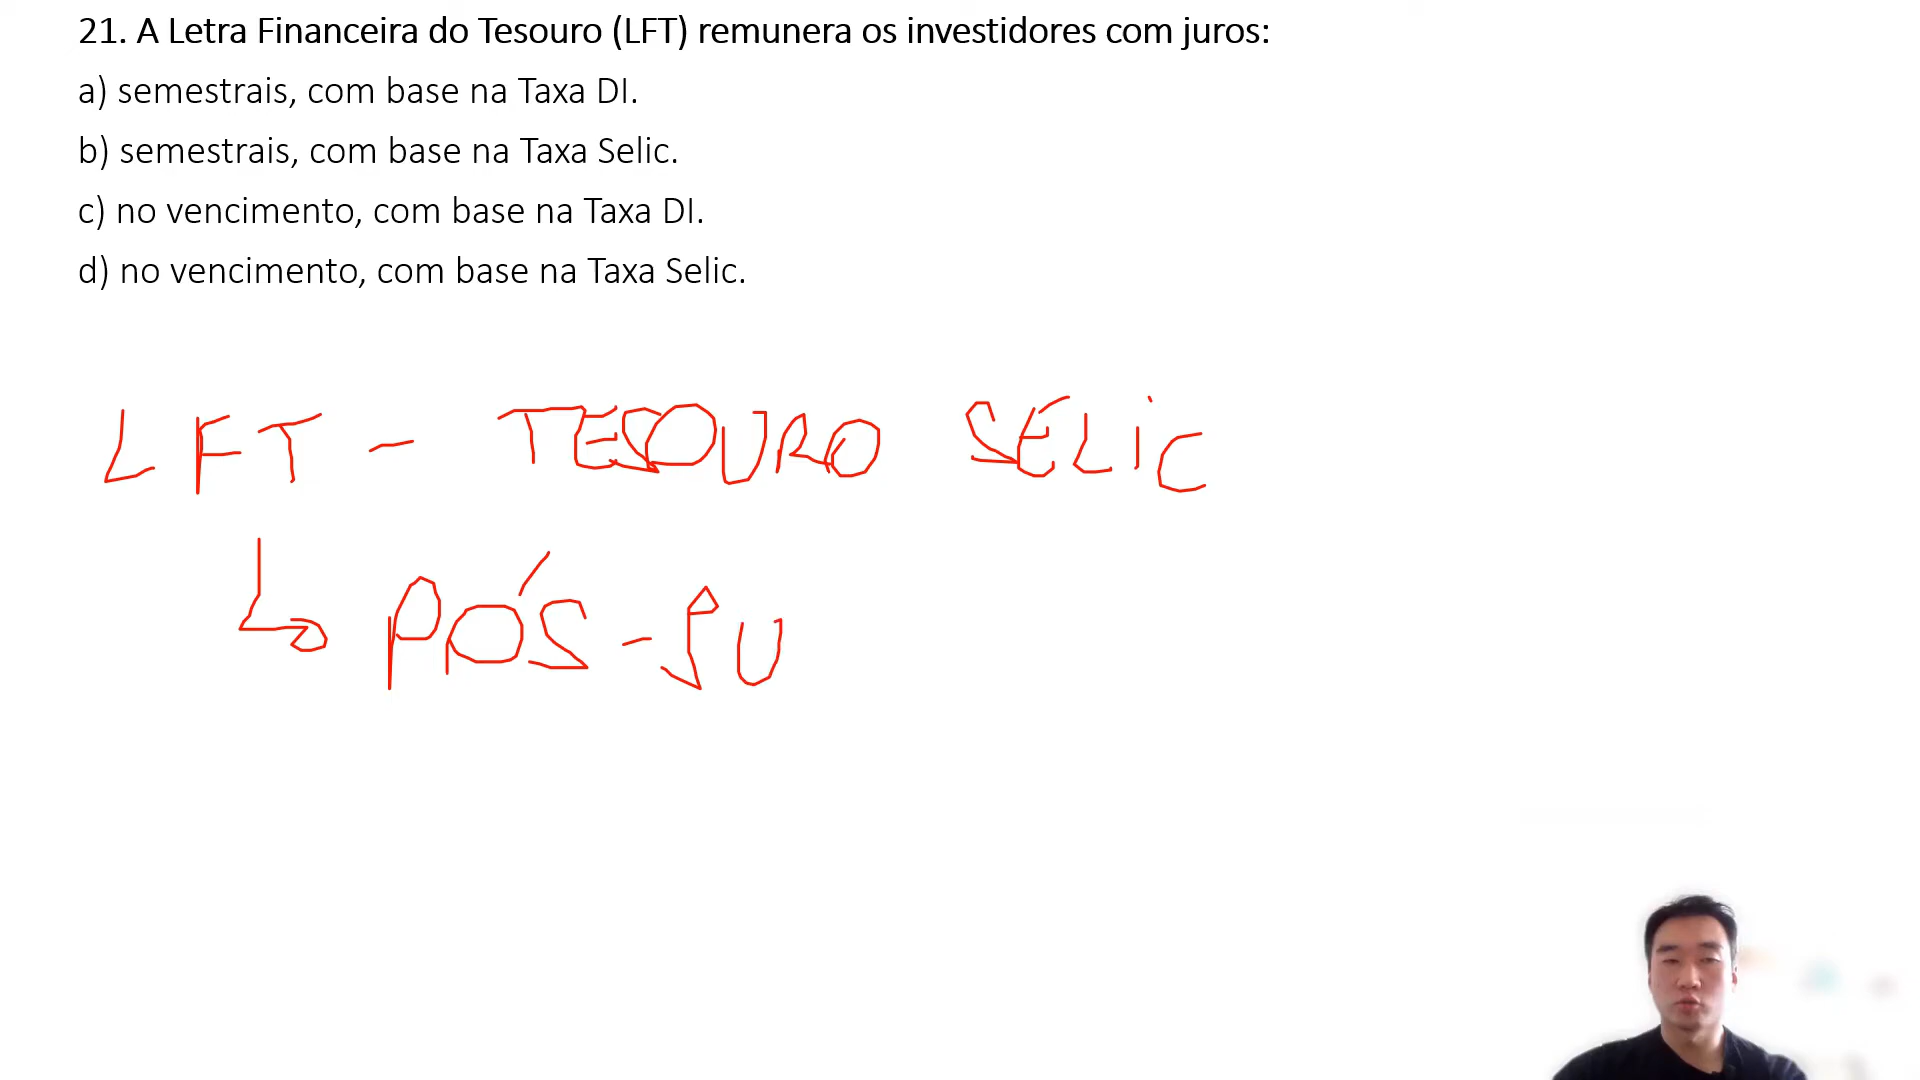 21. A Letra Financeira do Tesouro (LFT) remunera os investidores com juros:
a) semestrais, com base na Taxa DI.
b) semestrais, com base na Taxa Selic.
c) no vencimento, com base na Taxa DI.
d) no vencimento, com base na Taxa Selic.
LFT - TESOURO SELIC
PÓS - fU